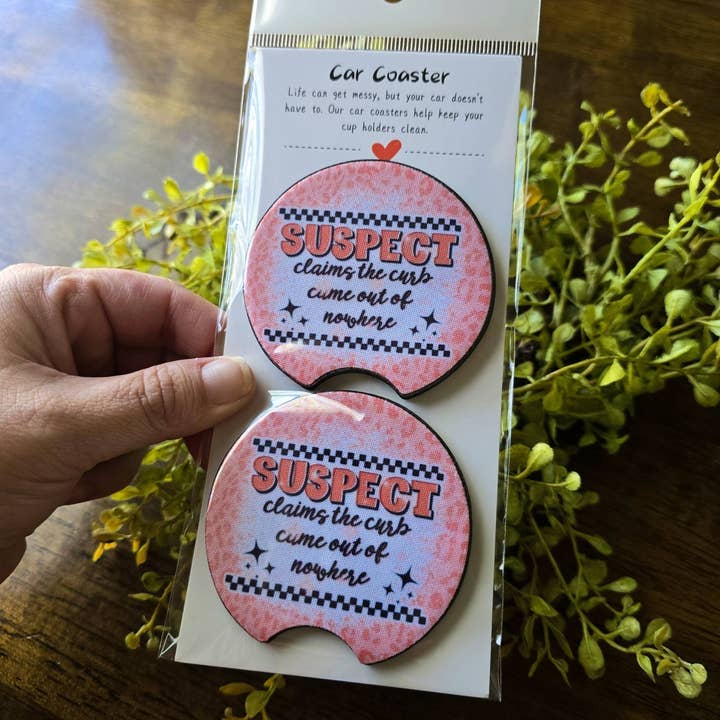 Car Coaster
Life can get messy, but your car doesn't
have to. Our car coasters help keep your
cup holders clean.
SUSPECT
claims the curb
came out of
nowhere
SUSPECT
claims the curb
came out of
nowhere